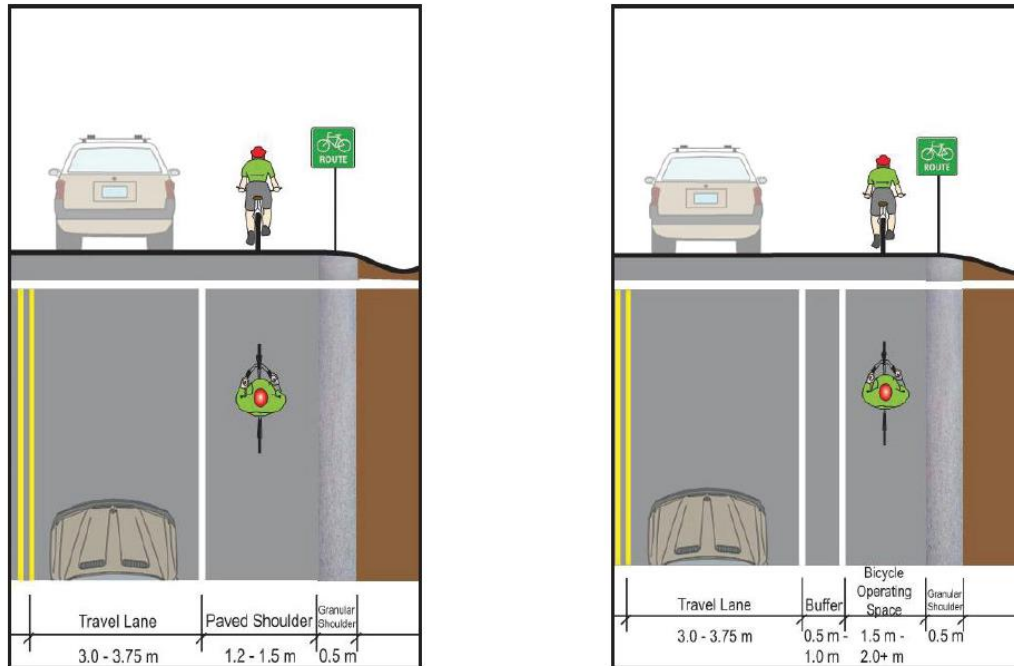 ROUTE
Travel Lane
Paved Shoulder
Granular
Shoulder
3.0 - 3.75 m
1.2 - 1.5 m
0.5 m
ROUTE
Travel Lane
Buffer
Bicycle
Operating
Space
Granular
Shoulder
3.0 - 3.75 m
0.5 m -
1.0 m
1.5 m -
2.0+ m
0.5 m